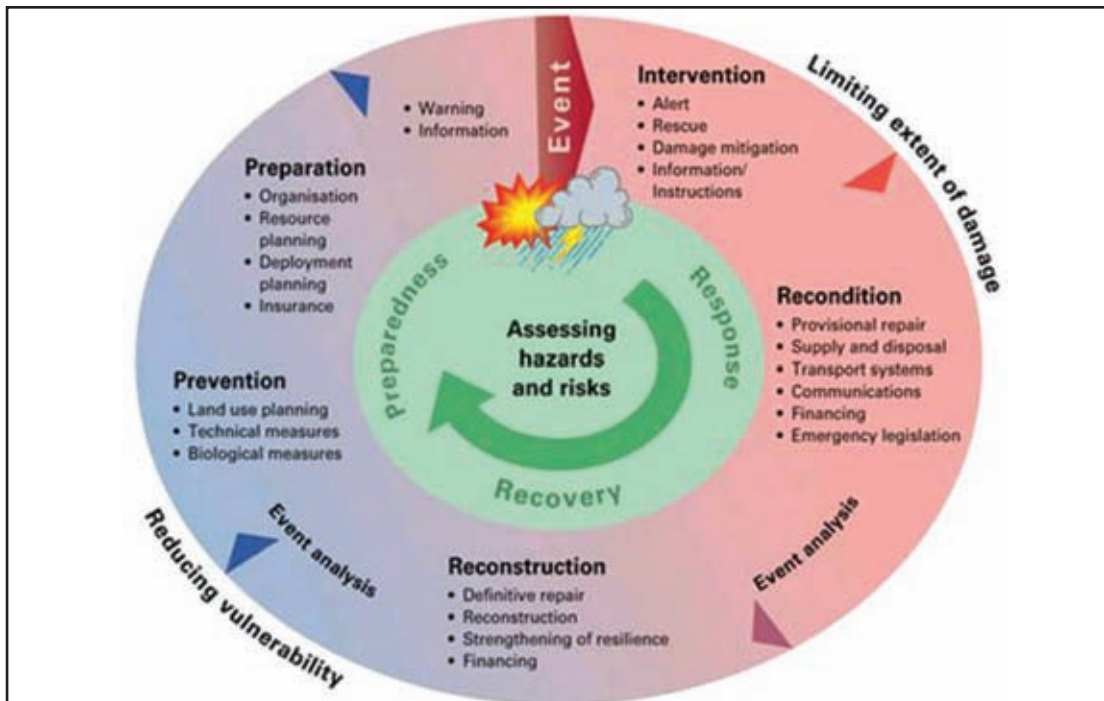 Event
Intervention
• Alert
• Rescue
• Damage mitigation
• Information/
Instructions
Limiting extent of damage
Recondition
• Provisional repair
• Supply and disposal
• Transport systems
• Communications
• Financing
• Emergency legislation
Event analysis
Reconstruction
• Definitive repair
• Reconstruction
• Strengthening of resilience
• Financing
Event analysis
Reducing vulnerability
Prevention
• Land use planning
• Technical measures
• Biological measures
Preparation
• Organisation
• Resource
planning
• Deployment
planning
• Insurance
• Warning
• Information
Preparedness
Response
Recovery
Assessing
hazards
and risks